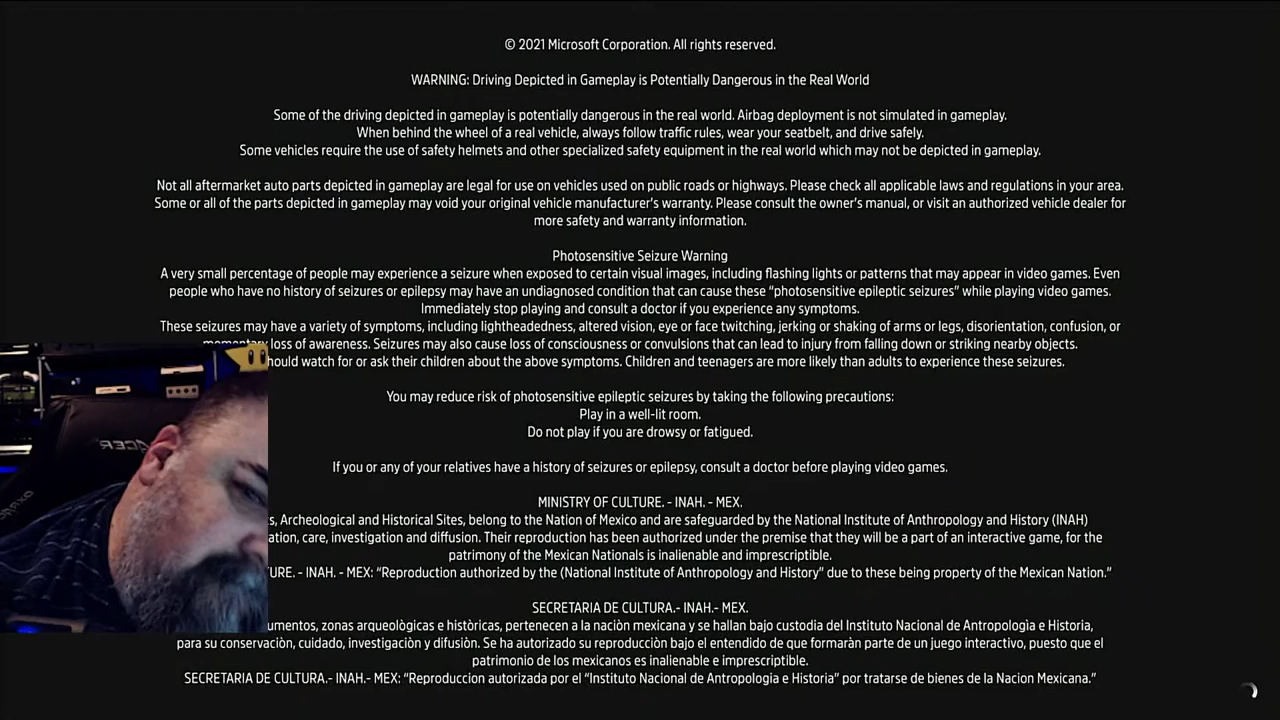 © 2021 Microsoft Corporation. All rights reserved.
WARNING: Driving Depicted in Gameplay is Potentially Dangerous in the Real World
Some of the driving depicted in gameplay is potentially dangerous in the real world. Airbag deployment is not simulated in gameplay.
When behind the wheel of a real vehicle, always follow traffic rules, wear your seatbelt, and drive safely.
Some vehicles require the use of safety helmets and other specialized safety equipment in the real world which may not be depicted in gameplay.
Not all aftermarket auto parts depicted in gameplay are legal for use on vehicles used on public roads or highways. Please check all applicable laws and regulations in your area.
Some or all of the parts depicted in gameplay may void your original vehicle manufacturer's warranty. Please consult the owner's manual, or visit an authorized vehicle dealer for
more safety and warranty information.
Photosensitive Seizure Warning
A very small percentage of people may experience a seizure when exposed to certain visual images, including flashing lights or patterns that may appear in video games. Even
people who have no history of seizures or epilepsy may have an undiagnosed condition that can cause these "photosensitive epileptic seizures" while playing video games.
Immediately stop playing and consult a doctor if you experience any symptoms.
These seizures may have a variety of symptoms, including lightheadedness, altered vision, eye or face twitching, jerking or shaking of arms or legs, disorientation, confusion, or
momentary loss of awareness. Seizures may also cause loss of consciousness or convulsions that can lead to injury from falling down or striking nearby objects.
hould watch for or ask their children about the above symptoms. Children and teenagers are more likely than adults to experience these seizures.
You may reduce risk of photosensitive epileptic seizures by taking the following precautions:
Play in a well-lit room.
Do not play if you are drowsy or fatigued.
If you or any of your relatives have a history of seizures or epilepsy, consult a doctor before playing video games.
MINISTRY OF CULTURE. - INAH. - MEX.
s, Archeological and Historical Sites, belong to the Nation of Mexico and are safeguarded by the National Institute of Anthropology and History (INAH)
ation, care, investigation and diffusion. Their reproduction has been authorized under the premise that they will be a part of an interactive game, for the
patrimony of the Mexican Nationals is inalienable and imprescriptible.
TURE. - INAH. - MEX: "Reproduction authorized by the (National Institute of Anthropology and History" due to these being property of the Mexican Nation."
SECRETARIA DE CULTURA.- INAH.- MEX.
umentos, zonas arqueològicas e històricas, pertenecen a la naciòn mexicana y se hallan bajo custodia del Instituto Nacional de Antropologìa e Historia,
para su conservaciòn, cuidado, investigaciòn y difusiòn. Se ha autorizado su reproducciòn bajo el entendido de que formaràn parte de un juego interactivo, puesto que el
patrimonio de los mexicanos es inalienable e imprescriptible.
SECRETARIA DE CULTURA.- INAH.- MEX: "Reproduccion autorizada por el "Instituto Nacional de Antropologia e Historia" por tratarse de bienes de la Nacion Mexicana."